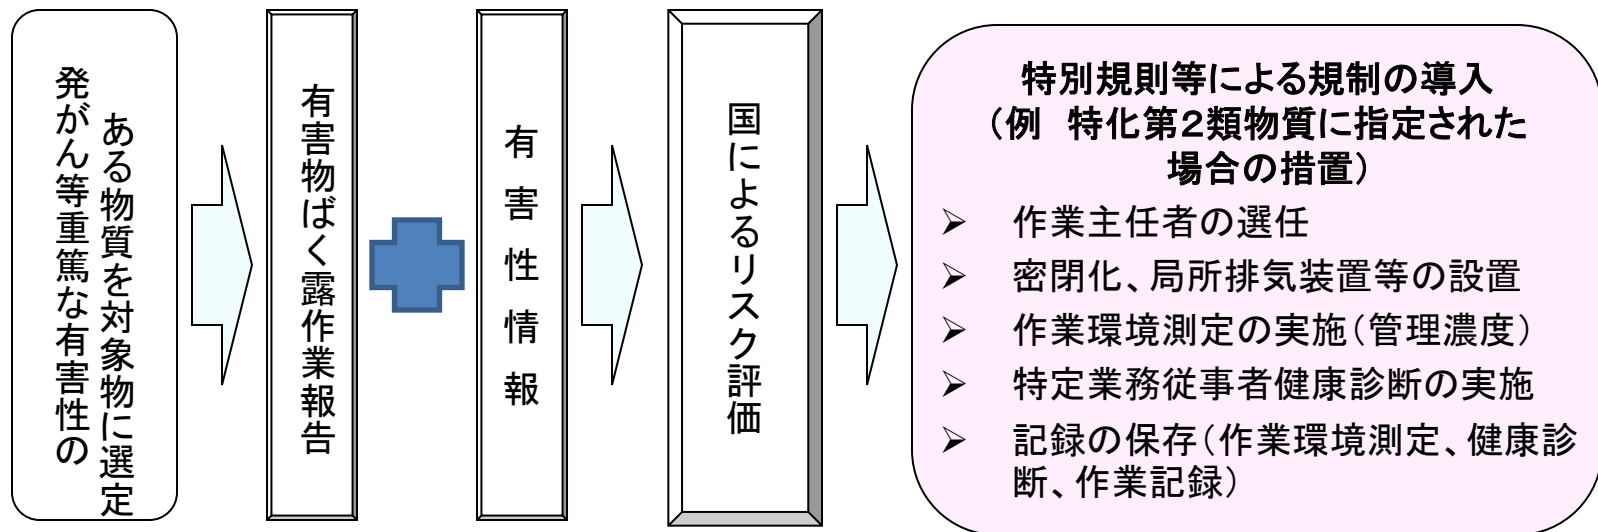 発がん等重篤な有害性の
ある物質を対象物に選定
有害物ばく露作業報告
有害性情報
国によるリスク評価
特別規則等による規制の導入
（例　特化第２類物質に指定された
場合の措置）
➢ 作業主任者の選任
➢ 密閉化、局所排気装置等の設置
➢ 作業環境測定の実施（管理濃度）
➢ 特定業務従事者健康診断の実施
➢ 記録の保存（作業環境測定、健康診
断、作業記録）